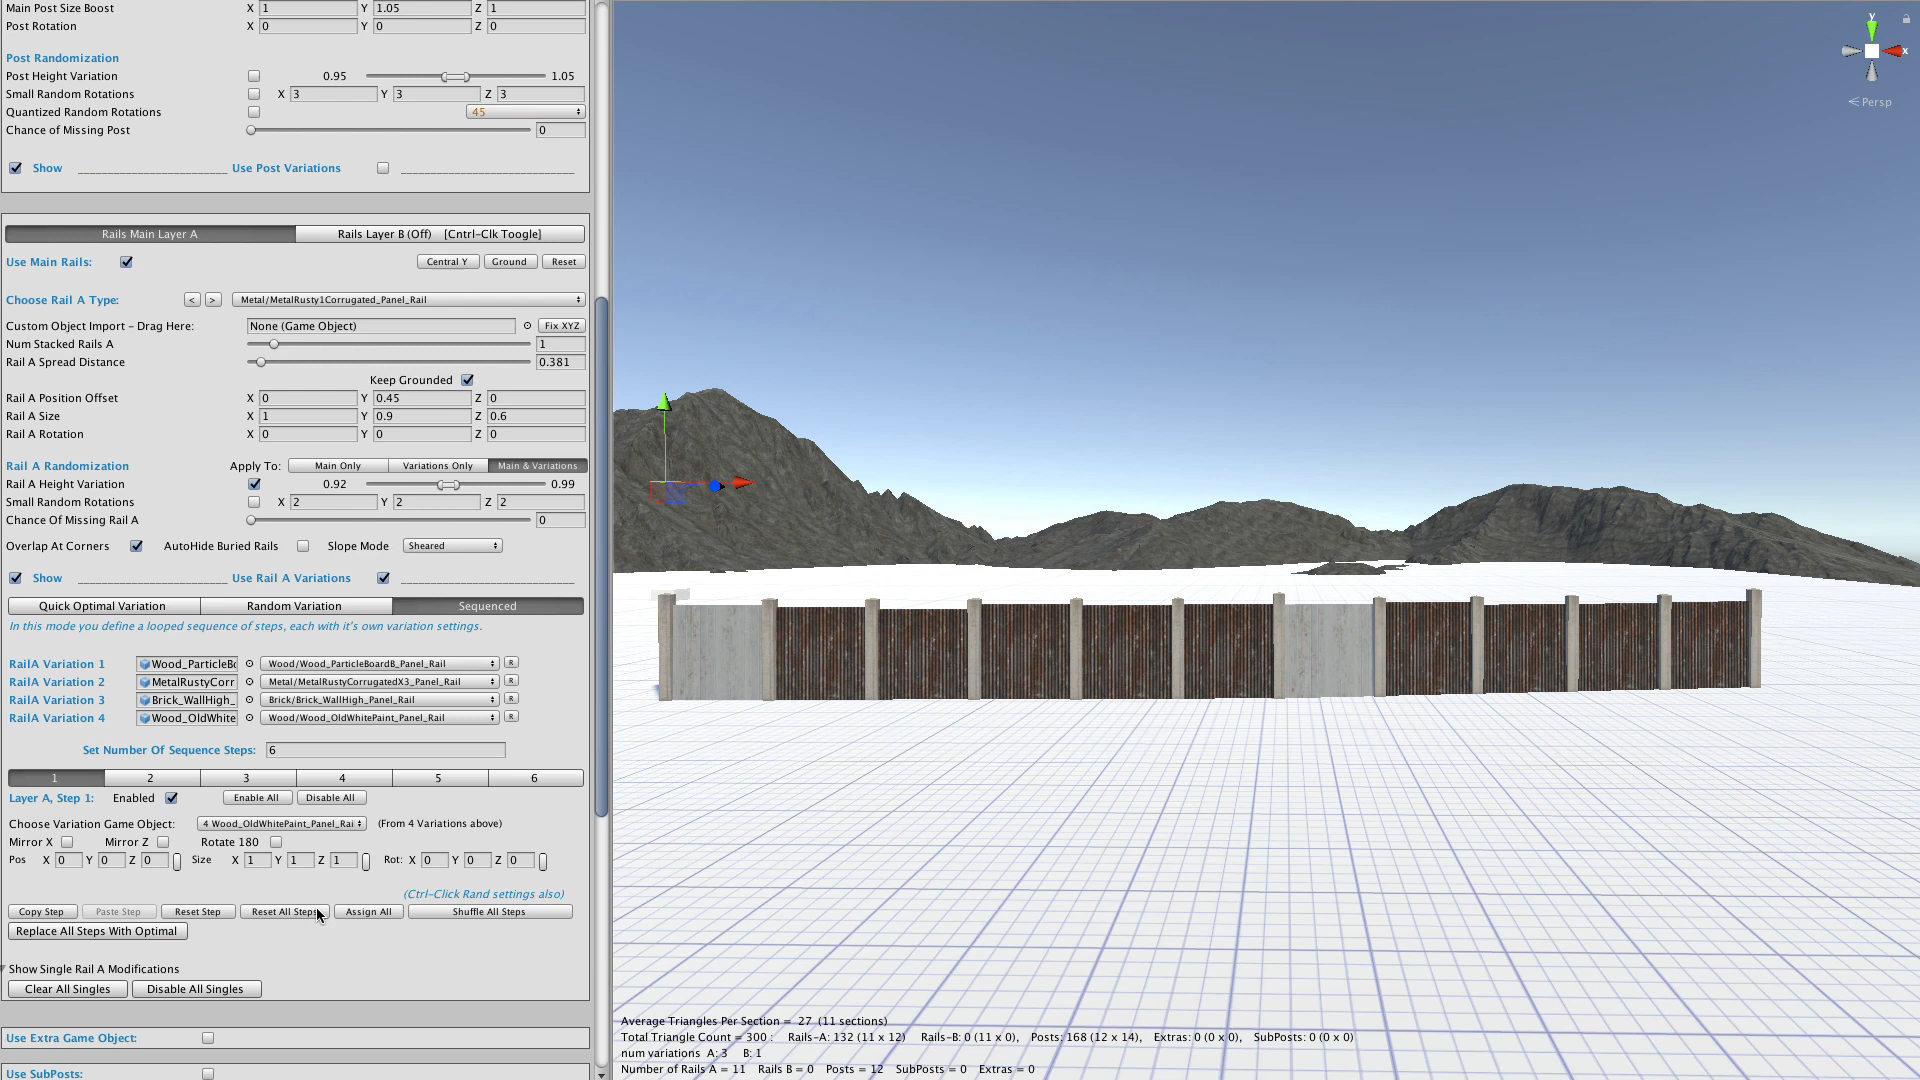 Main Post Size Boost X 1 Y 1.05 Z 1
Post Rotation X 0 Y 0 Z 0
Post Randomization
Post Height Variation 0.95 1.05
Small Random Rotations X 3 Y 3 Z 3
Quantized Random Rotations 45
Chance of Missing Post 0
Show Use Post Variations
Rails Main Layer A Rails Layer B (Off) [Cntrl-Clk Toogle]
Use Main Rails: Central Y Ground Reset
Choose Rail A Type: < > Metal/MetalRusty1Corrugated_Panel_Rail
Custom Object Import - Drag Here: None (Game Object) Fix XYZ
Num Stacked Rails A 1
Rail A Spread Distance 0.381
Keep Grounded
Rail A Position Offset X 0 Y 0.45 Z 0
Rail A Size X 1 Y 0.9 Z 0.6
Rail A Rotation X 0 Y 0 Z 0
Rail A Randomization Apply To: Main Only Variations Only Main & Variations
Rail A Height Variation 0.92 0.99
Small Random Rotations X 2 Y 2 Z 2
Chance Of Missing Rail A 0
Overlap At Corners AutoHide Buried Rails Slope Mode Sheared
Show Use Rail A Variations
Quick Optimal Variation Random Variation Sequenced
In this mode you define a looped sequence of steps, each with it's own variation settings.
RailA Variation 1 Wood_ParticleBo Wood/Wood_ParticleBoardB_Panel_Rail R
RailA Variation 2 MetalRustyCorr Metal/MetalRustyCorrugatedX3_Panel_Rail R
RailA Variation 3 Brick_WallHigh_ Brick/Brick_WallHigh_Panel_Rail R
RailA Variation 4 Wood_OldWhite Wood/Wood_OldWhitePaint_Panel_Rail R
Set Number Of Sequence Steps: 6
1 2 3 4 5 6
Layer A, Step 1: Enabled Enable All Disable All
Choose Variation Game Object: 4 Wood_OldWhitePaint_Panel_Rai (From 4 Variations above)
Mirror X Mirror Z Rotate 180
Pos X 0 Y 0 Z 0 Size X 1 Y 1 Z 1 Rot: X 0 Y 0 Z 0
(Ctrl-Click Rand settings also)
Copy Step Paste Step Reset Step Reset All Steps Assign All Shuffle All Steps
Replace All Steps With Optimal
Show Single Rail A Modifications
Clear All Singles Disable All Singles
Use Extra Game Object:
Use SubPosts:
y
x
< Persp
Average Triangles Per Section = 27 (11 sections)
Total Triangle Count = 300 : Rails-A: 132 (11 x 12) Rails-B: 0 (11 x 0), Posts: 168 (12 x 14), Extras: 0 (0 x 0), SubPosts: 0 (0 x 0)
num variations A: 3 B: 1
Number of Rails A = 11 Rails B = 0 Posts = 12 SubPosts = 0 Extras = 0